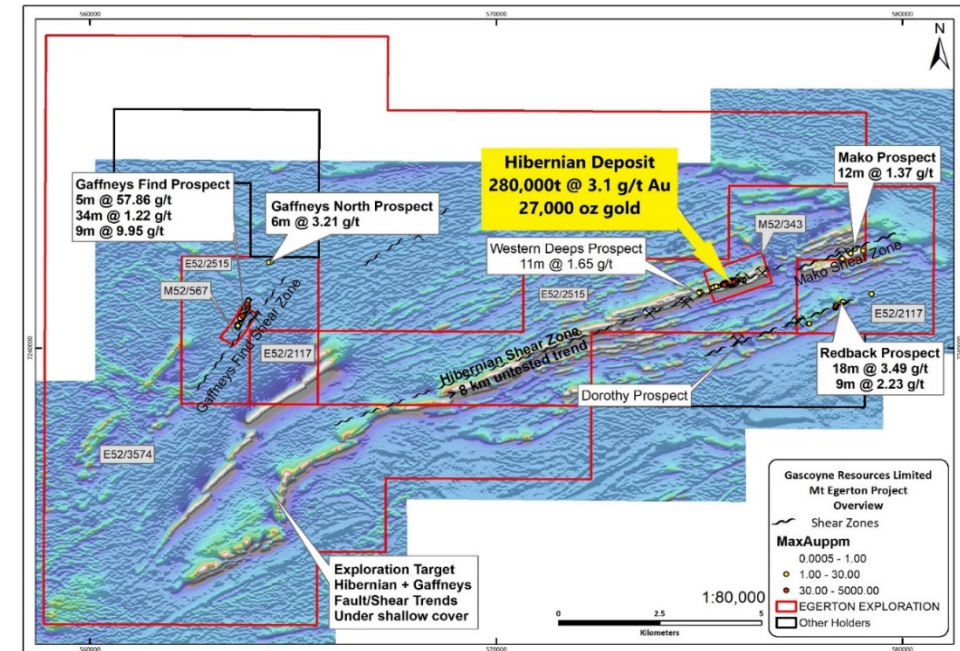 560000
570000
580000
N
Mako Prospect
12m @ 1.37 g/t
Hibernian Deposit
280,000t @ 3.1 g/t Au
27,000 oz gold
Gaffneys Find Prospect
5m @ 57.86 g/t
34m @ 1.22 g/t
9m @ 9.95 g/t
Gaffneys North Prospect
6m @ 3.21 g/t
M52/343
Western Deeps Prospect
11m @ 1.65 g/t
Mako Shear Zone
E52/2515
M52/567
E52/2515
E52/2117
Gaffneys Find Shear Zone
7240000
E52/2117
Hibernian Shear Zone
> 8 km untested trend
Redback Prospect
18m @ 3.49 g/t
9m @ 2.23 g/t
Dorothy Prospect
E52/3574
Exploration Target
Hibernian + Gaffneys
Fault/Shear Trends
Under shallow cover
1:80,000
0
2.5
5
Kilometers
Gascoyne Resources Limited
Mt Egerton Project
Overview
Shear Zones
MaxAuppm
0.0005 - 1.00
1.00 - 30.00
30.00 - 5000.00
EGERTON EXPLORATION
Other Holders
560000
570000
580000